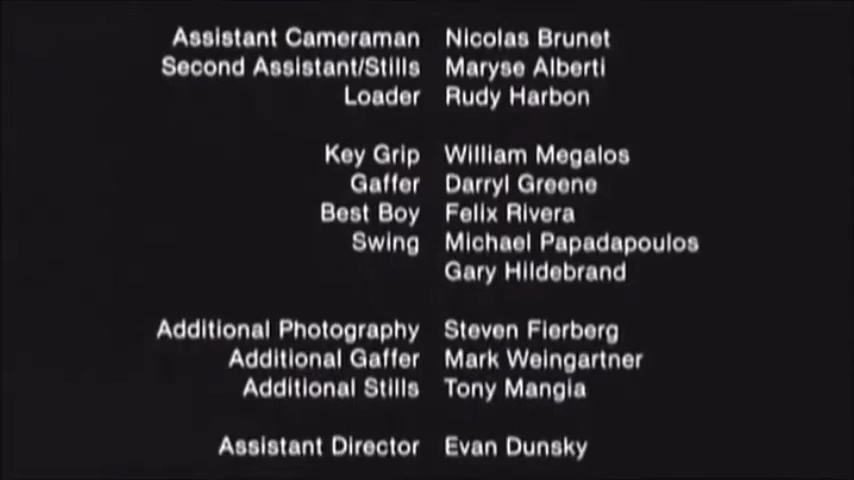 Assistant Cameraman Nicolas Brunet
Second Assistant/Stills Maryse Alberti
Loader Rudy Harbon
Key Grip William Megalos
Gaffer Darryl Greene
Best Boy Felix Rivera
Swing Michael Papadapoulos
Gary Hildebrand
Additional Photography Steven Fierberg
Additional Gaffer Mark Weingartner
Additional Stills Tony Mangia
Assistant Director Evan Dunsky